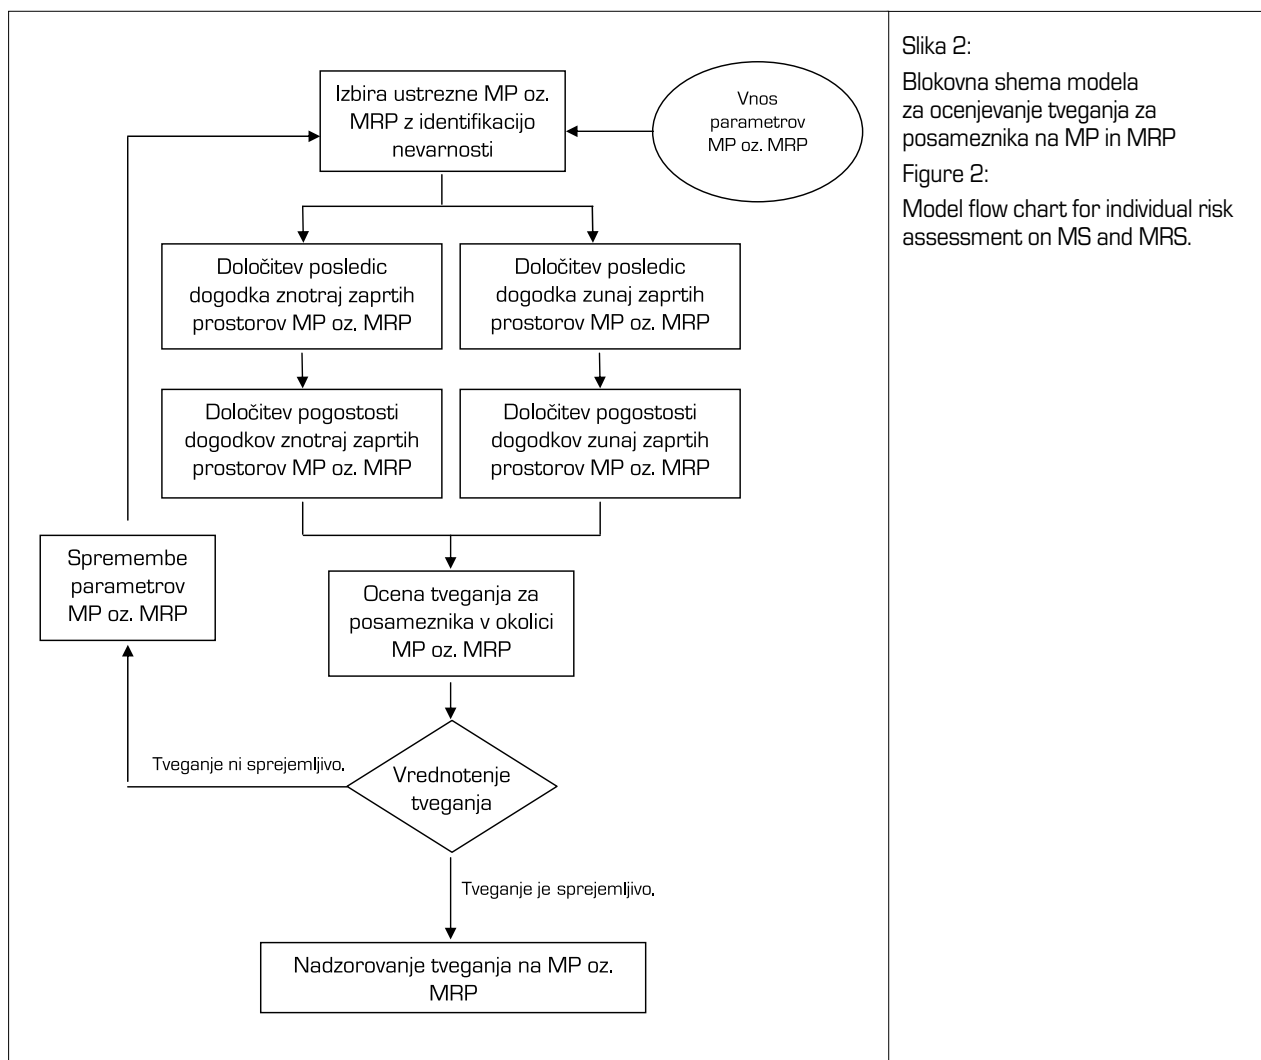 Izbira ustrezne MP oz.
MRP z identifikacijo
nevarnosti
Vnos
parametrov
MP oz. MRP
Določitev posledic
dogodka znotraj zaprtih
prostorov MP oz. MRP
Določitev posledic
dogodka zunaj zaprtih
prostorov MP oz. MRP
Določitev pogostosti
dogodkov znotraj zaprtih
prostorov MP oz. MRP
Določitev pogostosti
dogodkov zunaj zaprtih
prostorov MP oz. MRP
Spremembe
parametrov
MP oz. MRP
Ocena tveganja za
posameznika v okolici
MP oz. MRP
Tveganje ni sprejemljivo.
Vrednotenje
tveganja
Tveganje je sprejemljivo.
Nadzorovanje tveganja na MP oz.
MRP
Slika 2:
Blokovna shema modela
za ocenjevanje tveganja za
posameznika na MP in MRP
Figure 2:
Model flow chart for individual risk
assessment on MS and MRS.